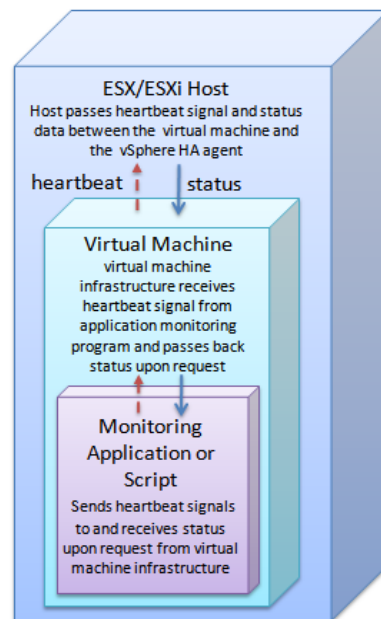 ESX/ESXi Host
Host passes heartbeat signal and status
data between the virtual machine and
the vSphere HA agent
heartbeat status
Virtual Machine
virtual machine
infrastructure receives
heartbeat signal from
application monitoring
program and passes back
status upon request
Monitoring
Application or
Script
Sends heartbeat signals
to and receives status
upon request from virtual
machine infrastructure